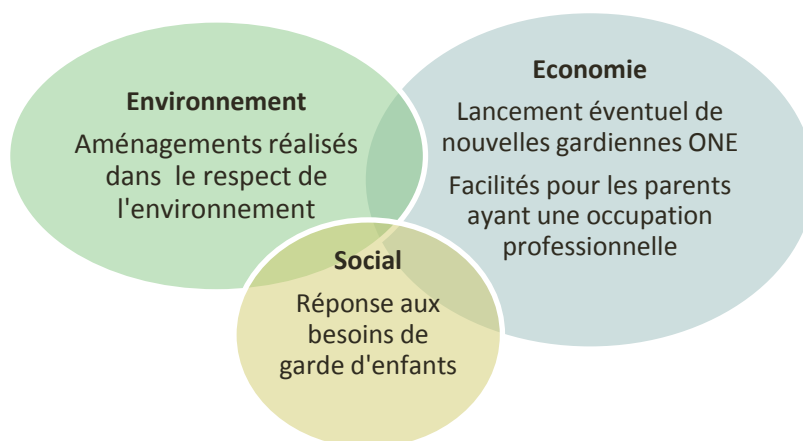 Environnement
Aménagements réalisés
dans le respect de
l'environnement
Economie
Lancement éventuel de
nouvelles gardiennes ONE
Facilités pour les parents
ayant une occupation
professionnelle
Social
Réponse aux
besoins de
garde d'enfants